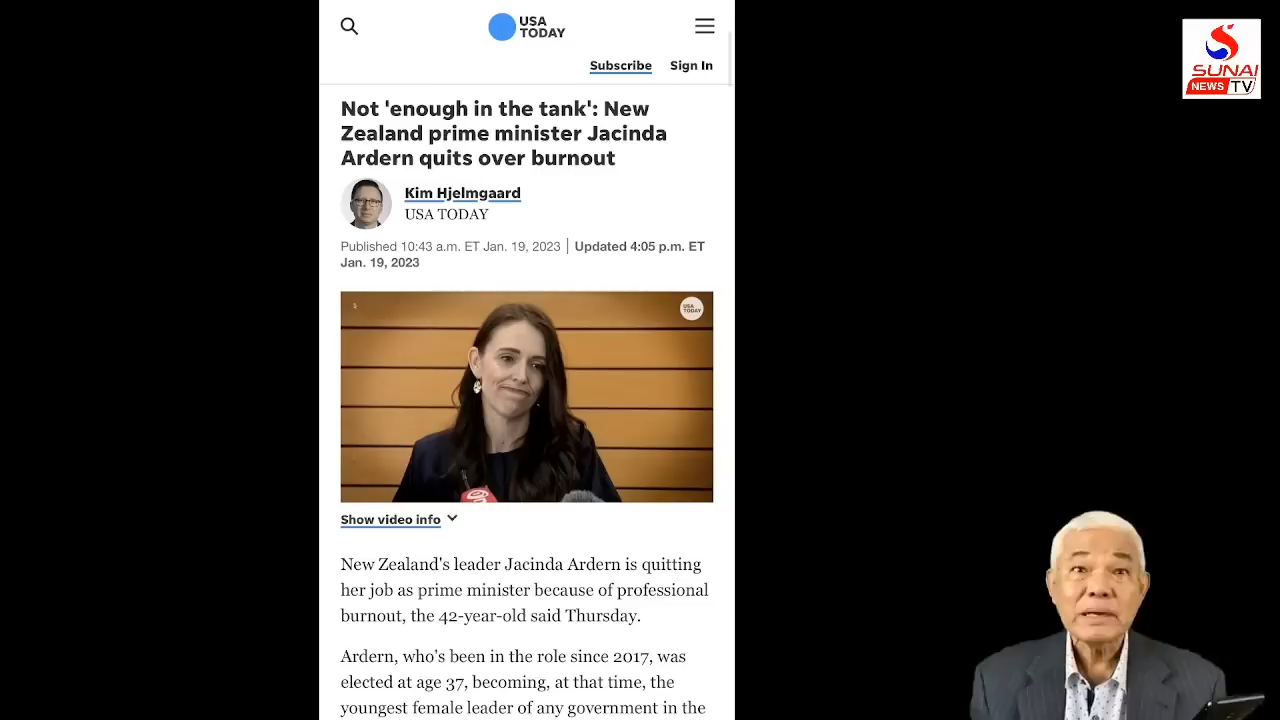 USA
TODAY
Subscribe Sign In
Not 'enough in the tank': New
Zealand prime minister Jacinda
Ardern quits over burnout
Kim Hjelmgaard
USA TODAY
Published 10:43 a.m. ET Jan. 19, 2023 | Updated 4:05 p.m. ET
Jan. 19, 2023
USA
TODAY
Show video info
New Zealand's leader Jacinda Ardern is quitting
her job as prime minister because of professional
burnout, the 42-year-old said Thursday.
Ardern, who's been in the role since 2017, was
elected at age 37, becoming, at that time, the
youngest female leader of any government in the
SUNAI
NEWS TV